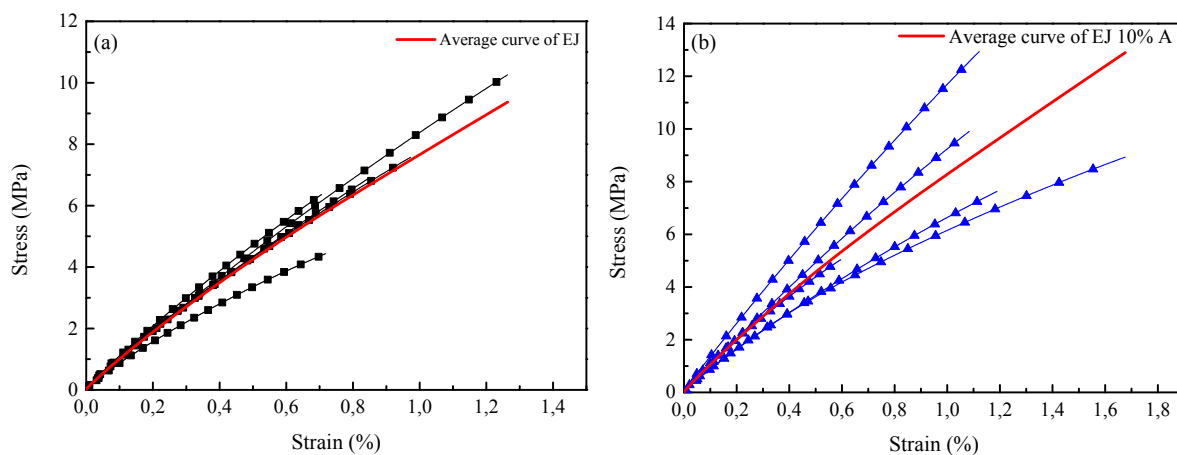 (a)
Average curve of EJ
12
10
8
6
4
2
0
Stress (MPa)
0,0 0,2 0,4 0,6 0,8 1,0 1,2 1,4
Strain (%)
(b)
Average curve of EJ 10% A
14
12
10
8
6
4
2
0
Stress (MPa)
0,0 0,2 0,4 0,6 0,8 1,0 1,2 1,4 1,6 1,8
Strain (%)